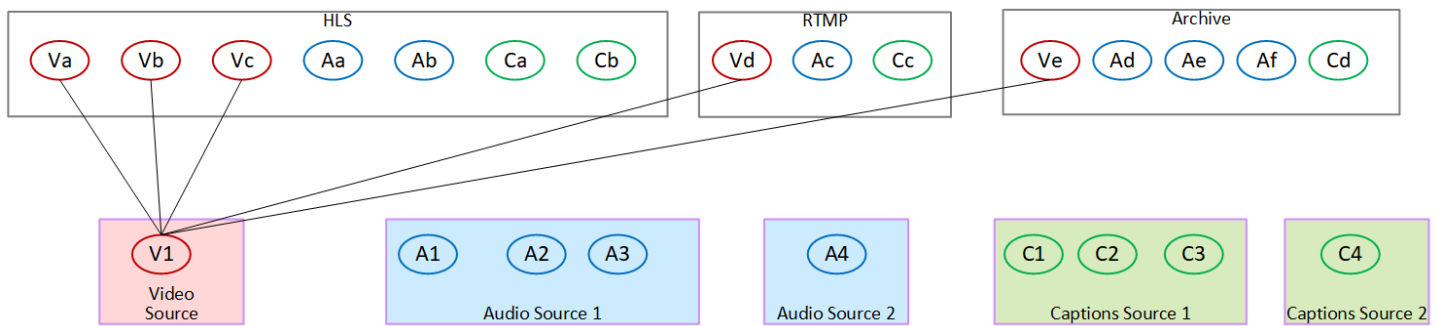 HLS
RTMP
Archive
Va Vb Vc Aa Ab Ca Cb
Vd Ac Cc
Ve Ad Ae Af Cd
V1
A1 A2 A3
A4
C1 C2 C3
C4
Video
Source
Audio Source 1
Audio Source 2
Captions Source 1
Captions Source 2